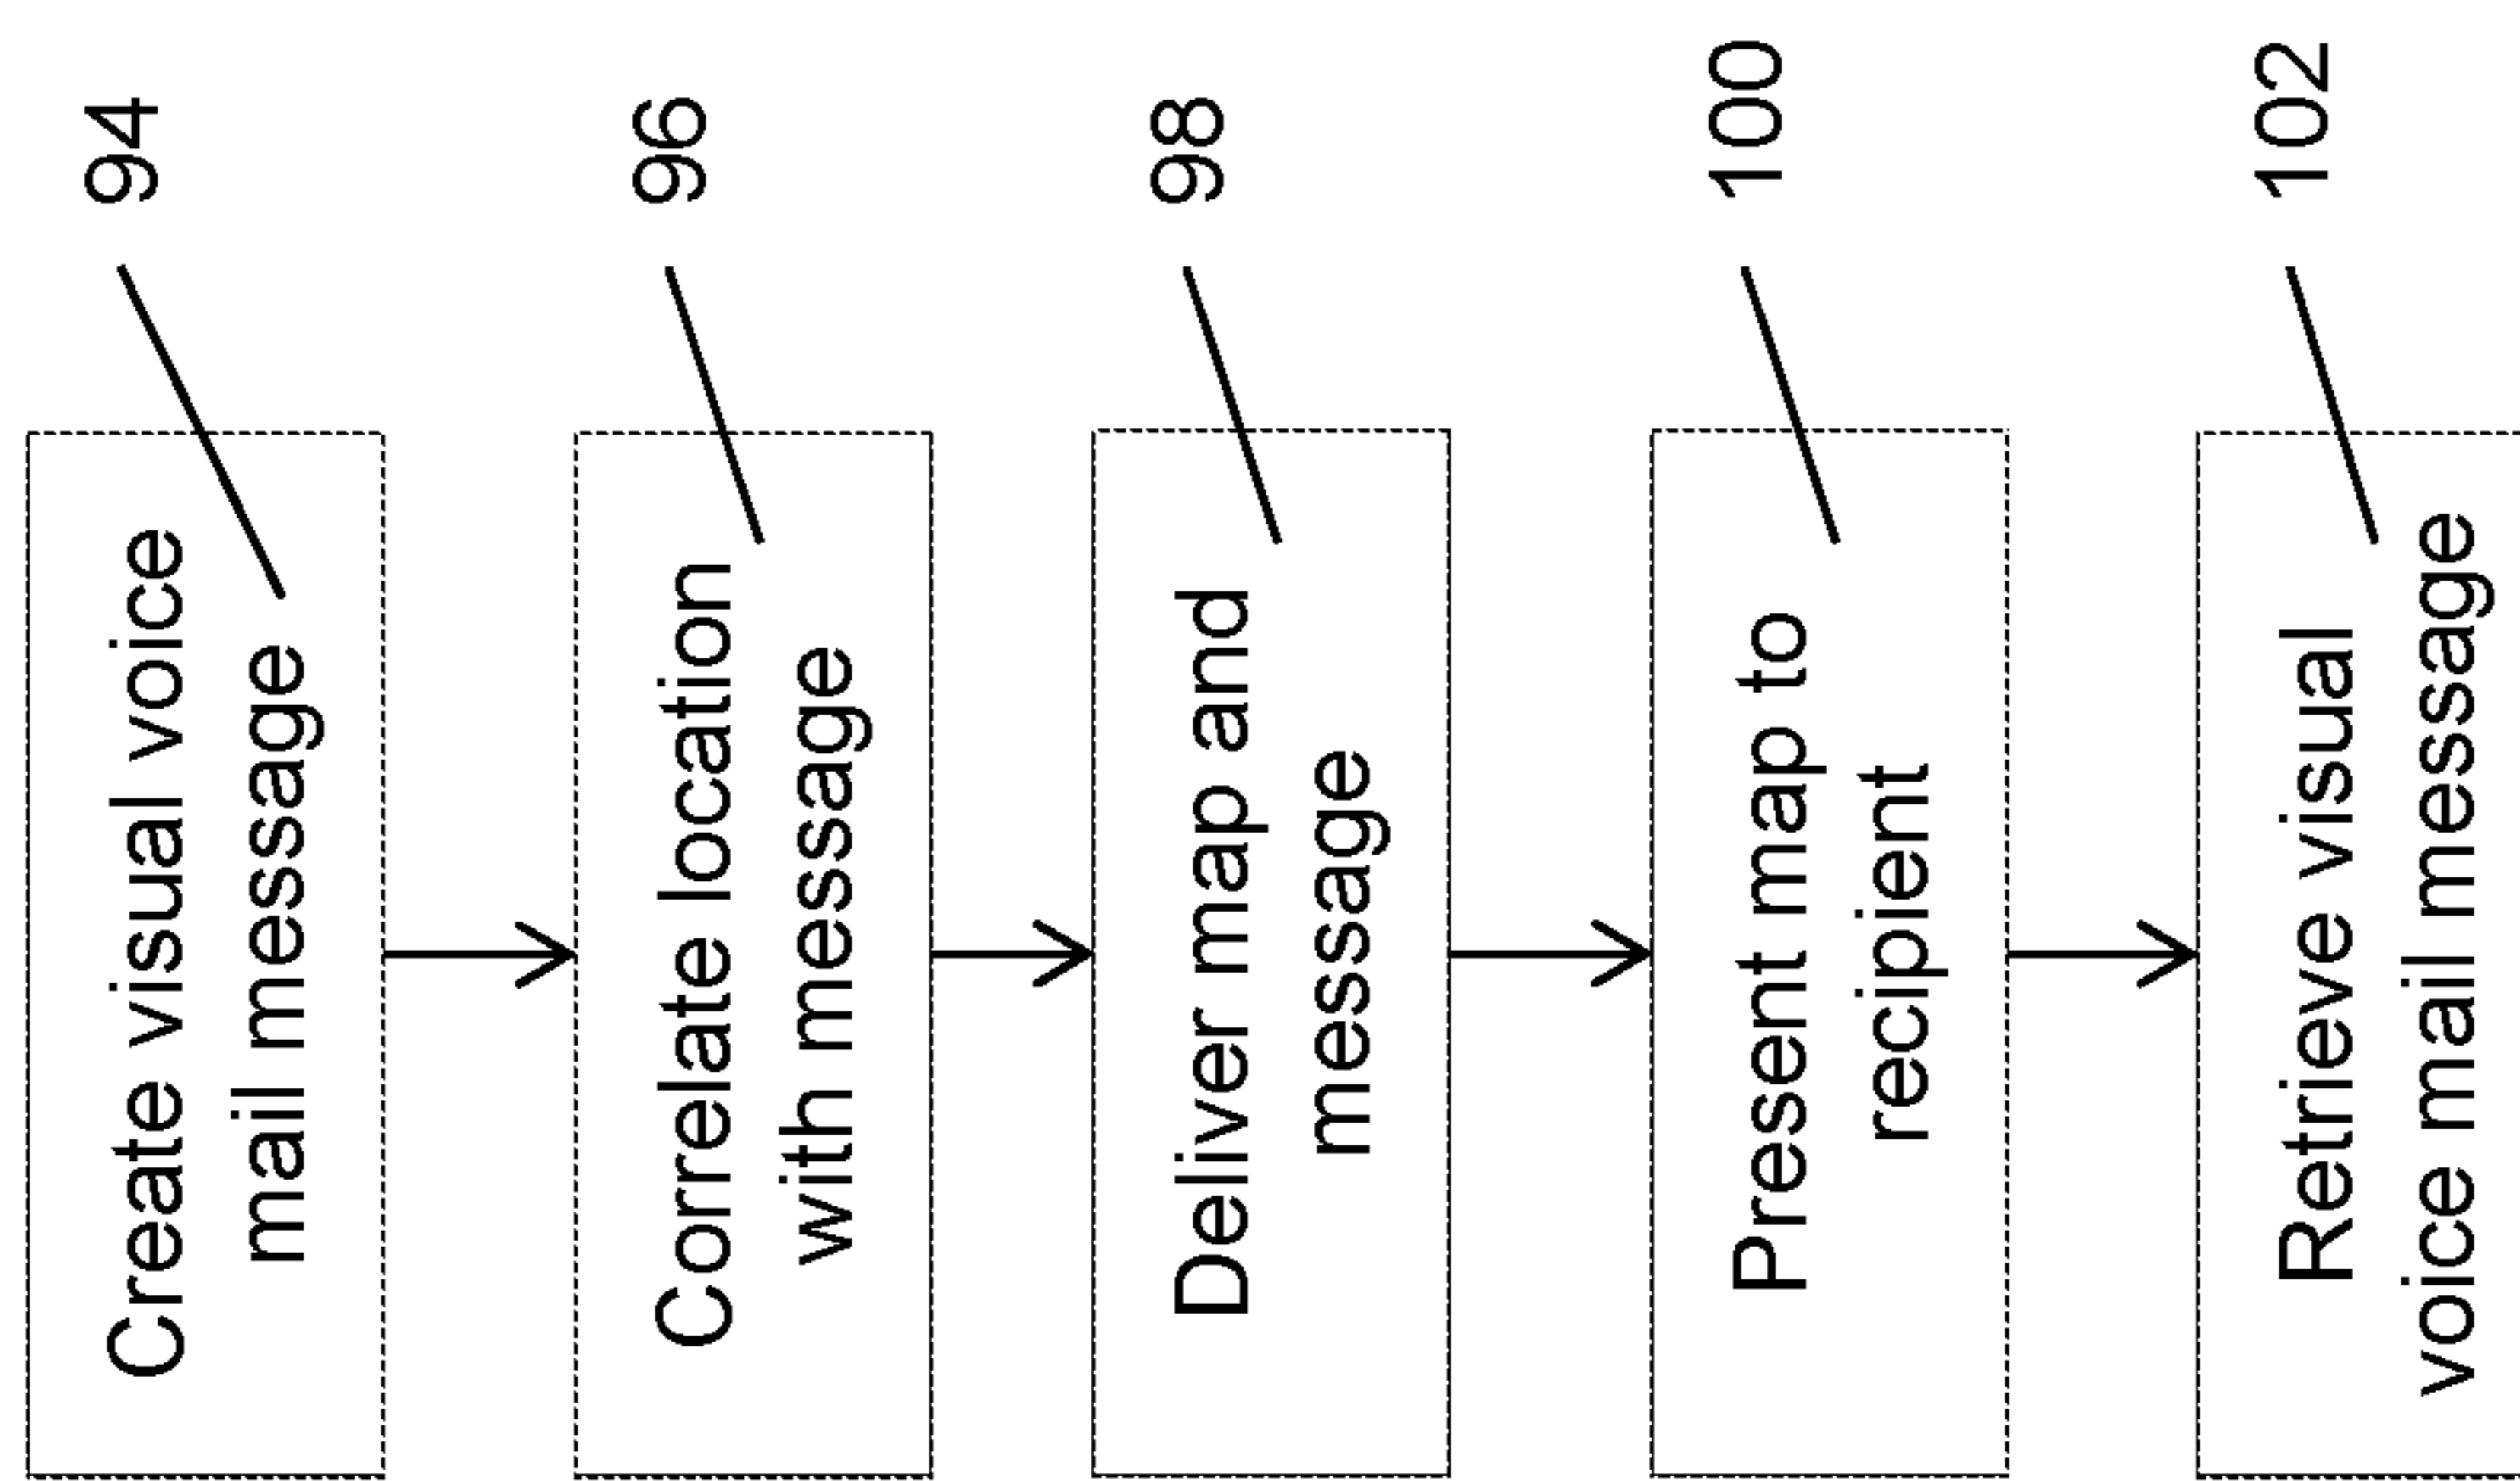 Create visual voice
mail message
94
Correlate location
with message
96
Deliver map and
message
98
Present map to
recipient
100
Retrieve visual
voice mail message
102